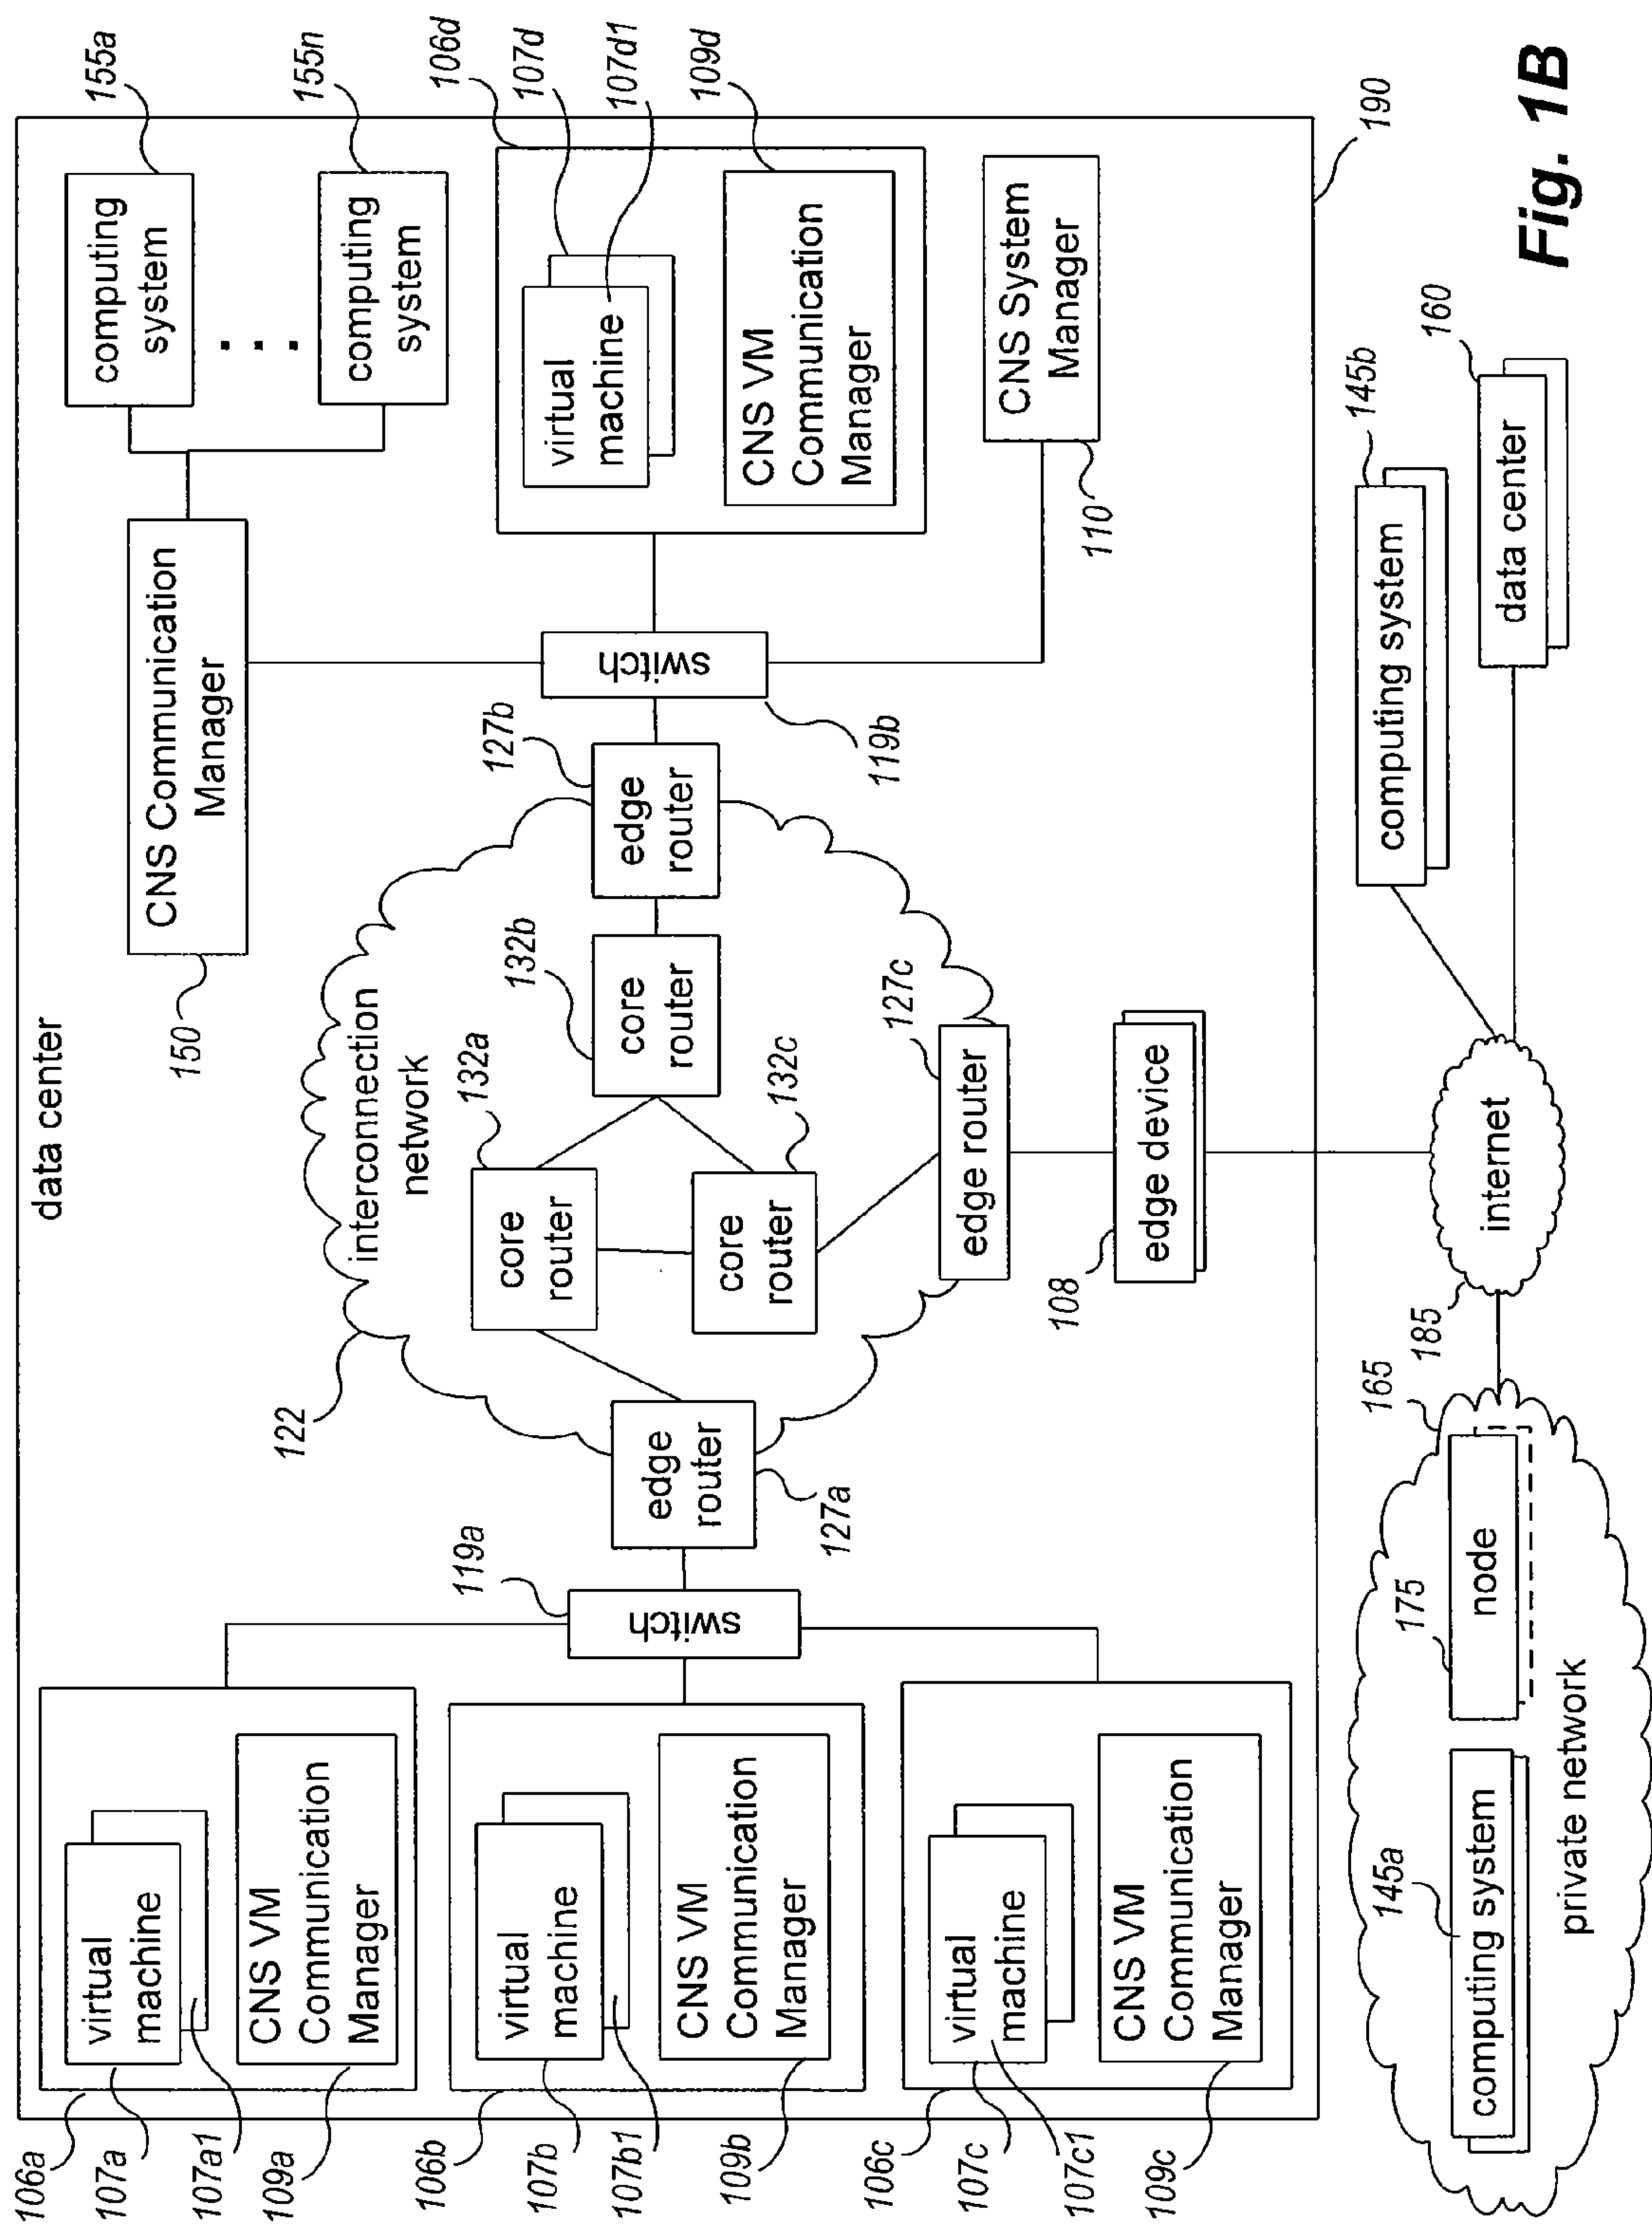 data center
106a
107a
107a1
109a
virtual
machine
CNS VM
Communication
Manager
106b
107b
107b1
109b
virtual
machine
CNS VM
Communication
Manager
106c
107c
107c1
109c
virtual
machine
CNS VM
Communication
Manager
119a
switch
122
interconnection
network
edge
router
127a
132a
core
router
132b
core
router
132c
core
router
127b
edge
router
127c
edge router
108
edge device
150
CNS Communication
Manager
switch
119b
155a
computing
system
...
155n
computing
system
106d
107d
107d1
109d
virtual
machine
CNS VM
Communication
Manager
CNS System
Manager
110
190
145a
computing system
175
node
165
private network
185
internet
145b
computing system
160
data center
Fig. 1B